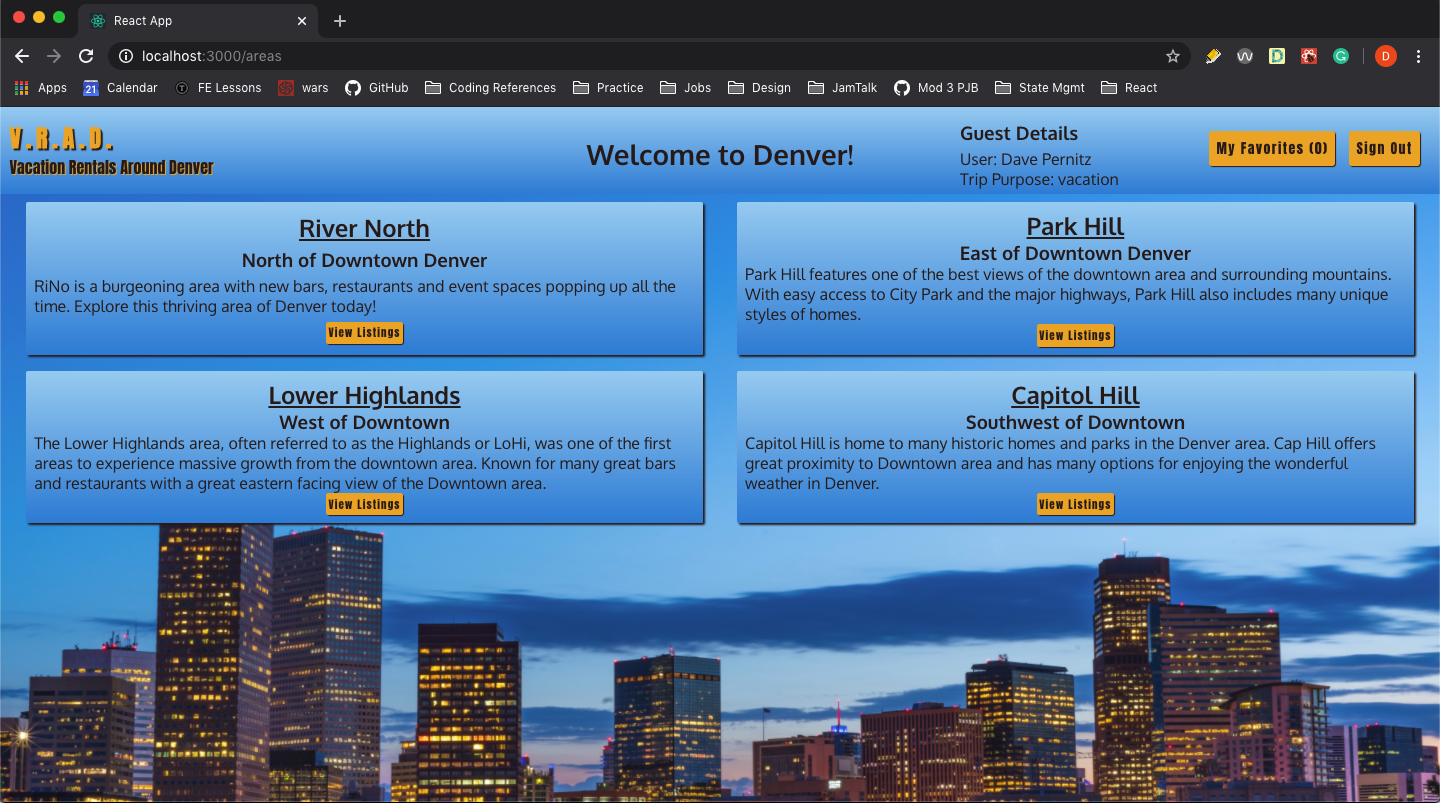 React App
localhost:3000/areas
D
Apps
21
Calendar
T
FE Lessons
wars
GitHub
Coding References
Practice
Jobs
Design
JamTalk
Mod 3 PJB
State Mgmt
React
V.R.A.D.
Vacation Rentals Around Denver
Welcome to Denver!
Guest Details
User: Dave Pernitz
Trip Purpose: vacation
My Favorites (0)
Sign Out
River North
North of Downtown Denver
RiNo is a burgeoning area with new bars, restaurants and event spaces popping up all the
time. Explore this thriving area of Denver today!
View Listings
Park Hill
East of Downtown Denver
Park Hill features one of the best views of the downtown area and surrounding mountains.
With easy access to City Park and the major highways, Park Hill also includes many unique
styles of homes.
View Listings
Lower Highlands
West of Downtown
The Lower Highlands area, often referred to as the Highlands or LoHi, was one of the first
areas to experience massive growth from the downtown area. Known for many great bars
and restaurants with a great eastern facing view of the Downtown area.
View Listings
Capitol Hill
Southwest of Downtown
Capitol Hill is home to many historic homes and parks in the Denver area. Cap Hill offers
great proximity to Downtown area and has many options for enjoying the wonderful
weather in Denver.
View Listings